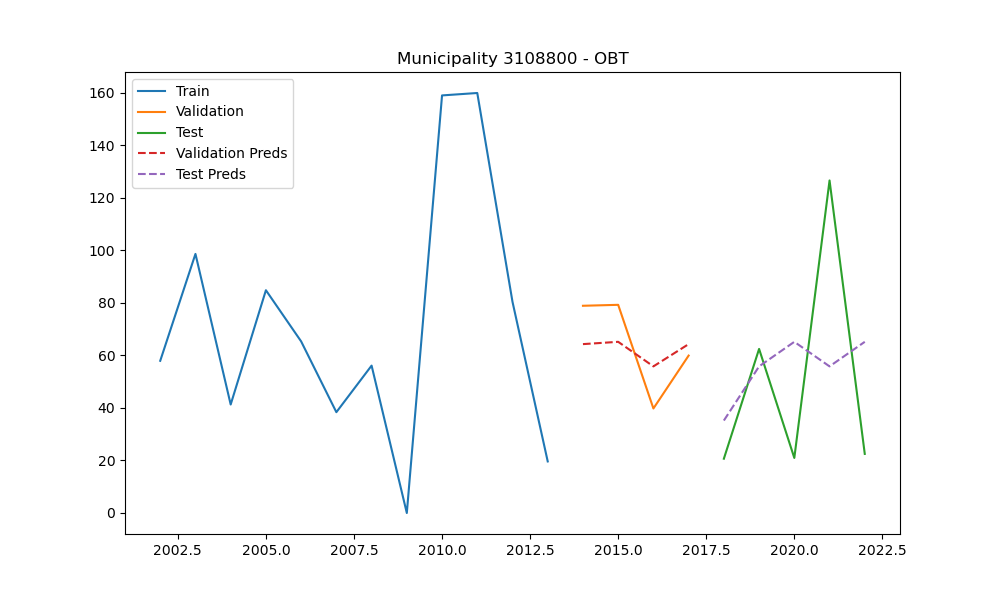 Municipality 3108800 - OBT
Train
Validation
Test
Validation Preds
Test Preds
160
140
120
100
80
60
40
20
0
2002.5 2005.0 2007.5 2010.0 2012.5 2015.0 2017.5 2020.0 2022.5